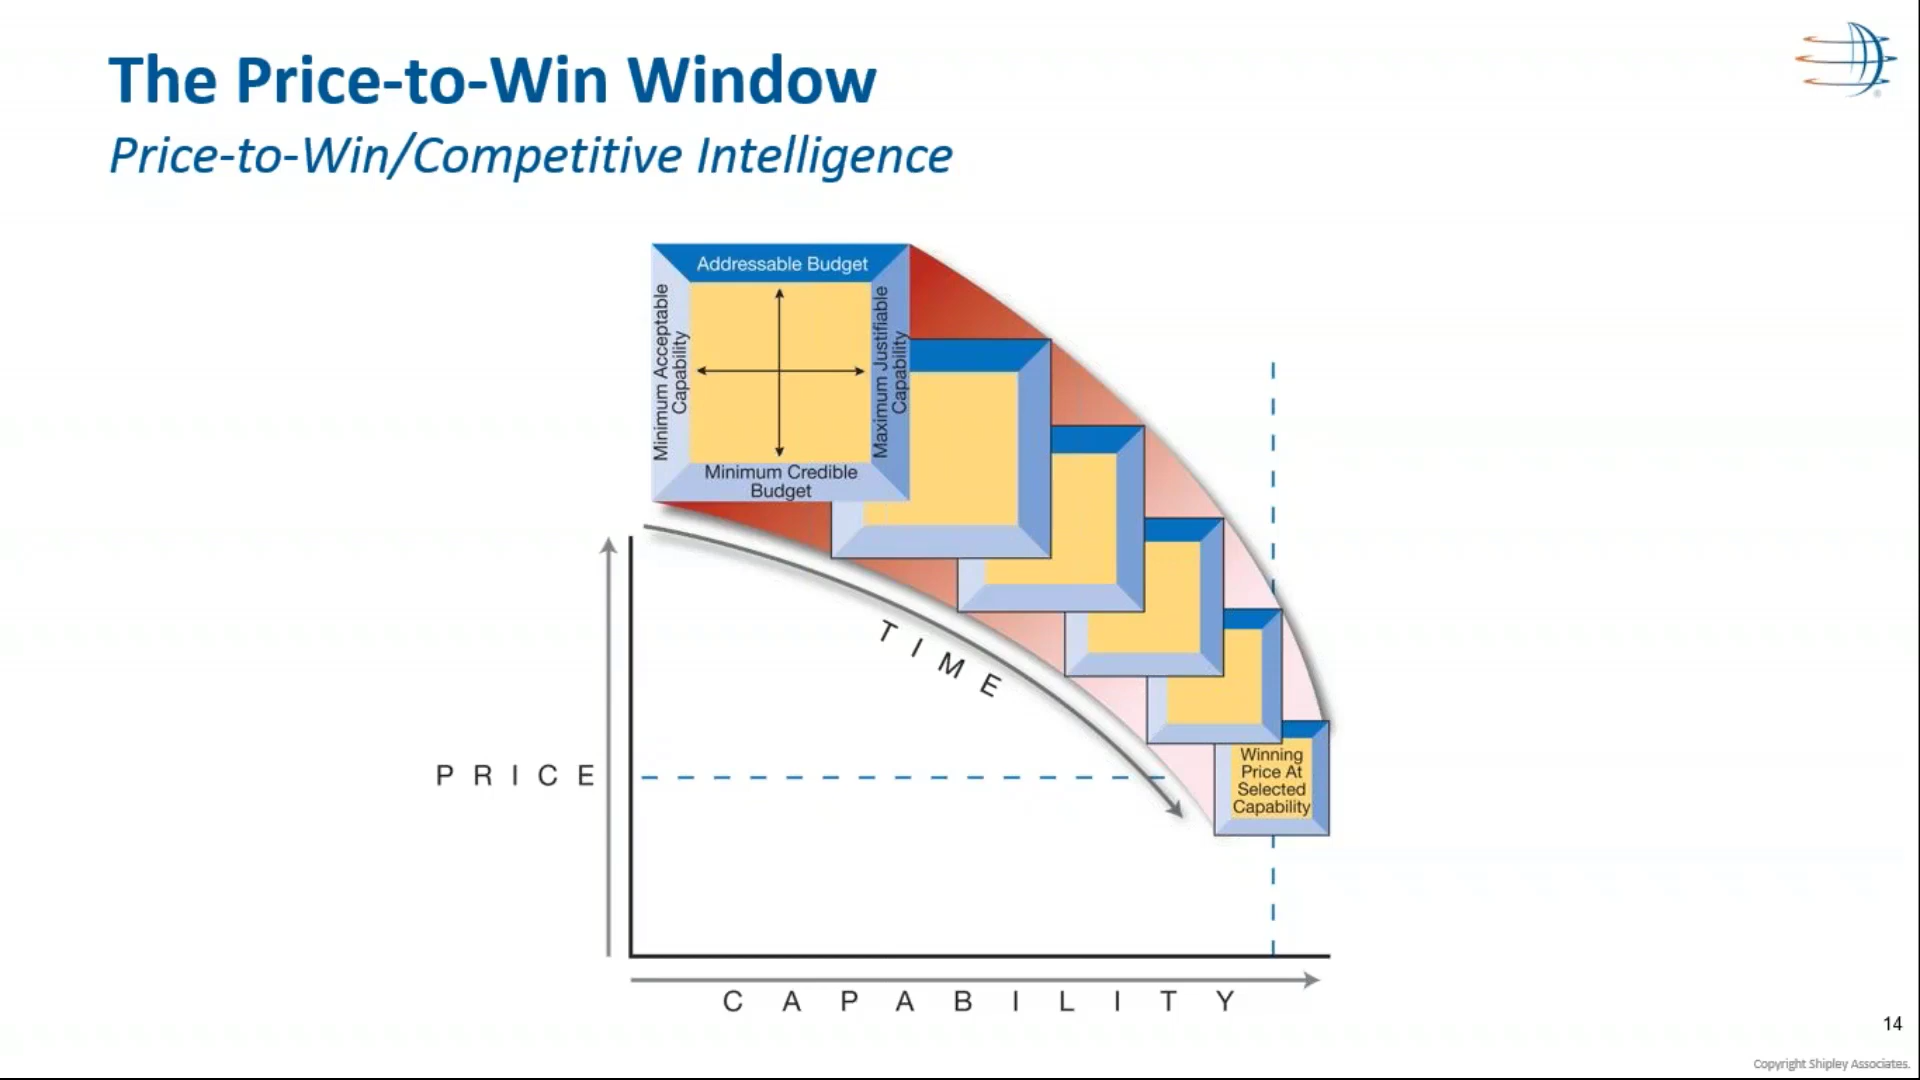 The Price-to-Win Window
Price-to-Win/Competitive Intelligence
Addressable Budget
Minimum Acceptable
Capability
Maximum Justifiable
Capability
Minimum Credible
Budget
TIME
PRICE
Winning
Price At
Selected
Capability
CAPABILITY
14
Copyright Shipley Associates.